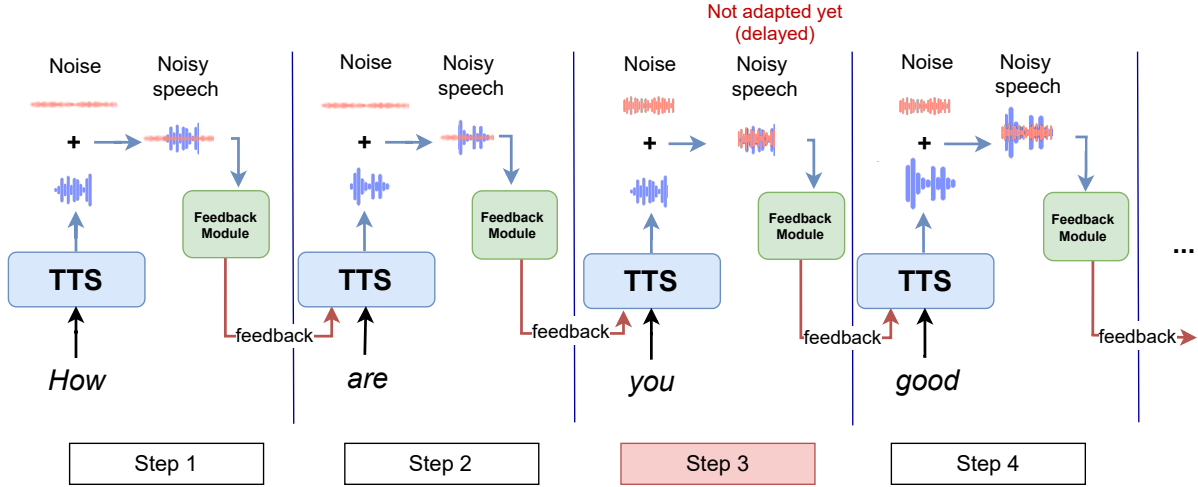 Not adapted yet
(delayed)
Noise
Noisy
speech
+
Feedback
Module
TTS
feedback
How
Step 1
Noise
Noisy
speech
+
Feedback
Module
TTS
feedback
are
Step 2
Noise
Noisy
speech
+
Feedback
Module
TTS
feedback
you
Step 3
Noise
Noisy
speech
+
Feedback
Module
TTS
feedback
good
Step 4
...